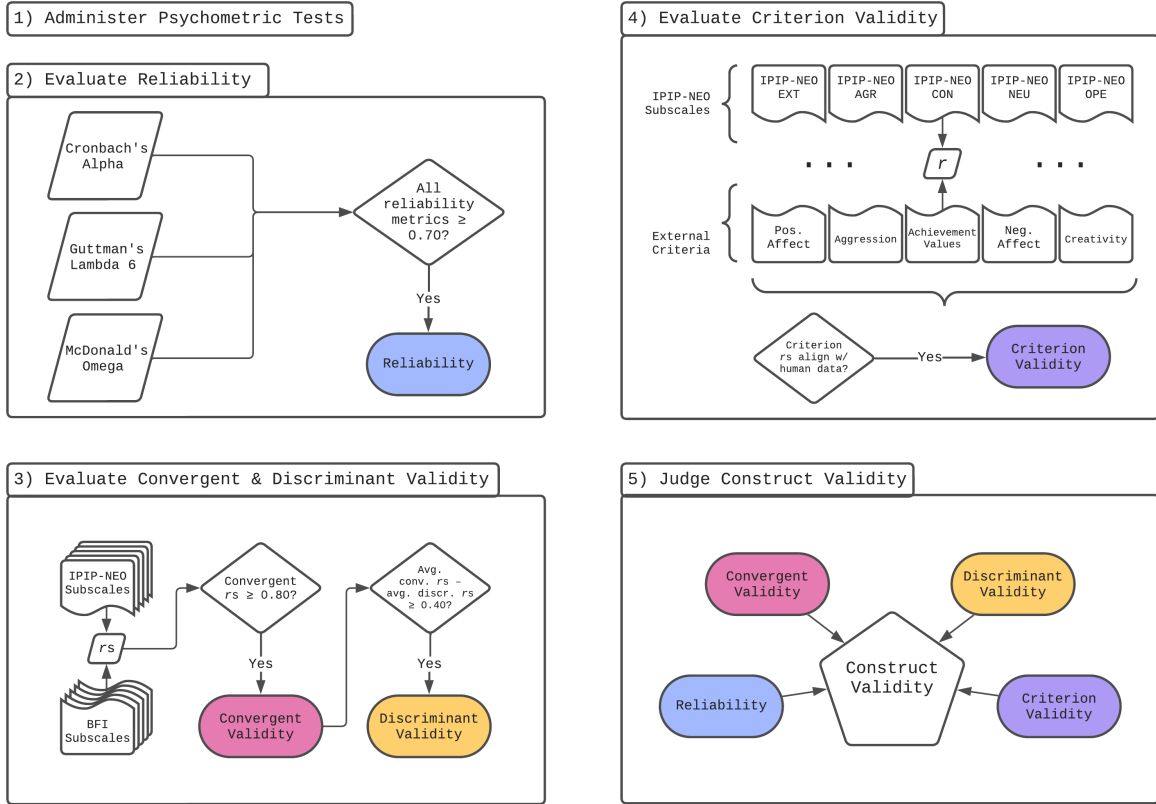 1) Administer Psychometric Tests
2) Evaluate Reliability
Cronbach's
Alpha
Guttman's
Lambda 6
McDonald's
Omega
All
reliability
metrics ≥
0.70?
Yes
Reliability
3) Evaluate Convergent & Discriminant Validity
IPIP-NEO
Subscales
rs
BFI
Subscales
Convergent
rs ≥ 0.80?
Yes
Convergent
Validity
Avg.
conv. rs –
avg. discr. rs
≥ 0.40?
Yes
Discriminant
Validity
4) Evaluate Criterion Validity
IPIP-NEO
Subscales
IPIP-NEO
EXT
IPIP-NEO
AGR
IPIP-NEO
CON
IPIP-NEO
NEU
IPIP-NEO
OPE
...
r
...
External
Criteria
Pos.
Affect
Aggression
Achievement
Values
Neg.
Affect
Creativity
Criterion
rs align w/
human data?
Yes
Criterion
Validity
5) Judge Construct Validity
Convergent
Validity
Discriminant
Validity
Construct
Validity
Reliability
Criterion
Validity